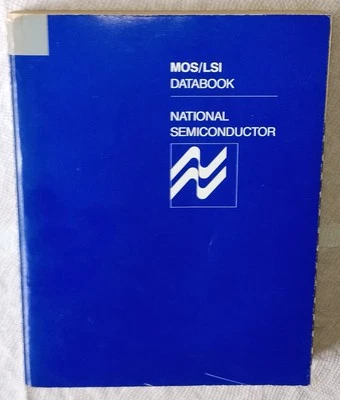 MOS/LSI
DATABOOK
NATIONAL
SEMICONDUCTOR